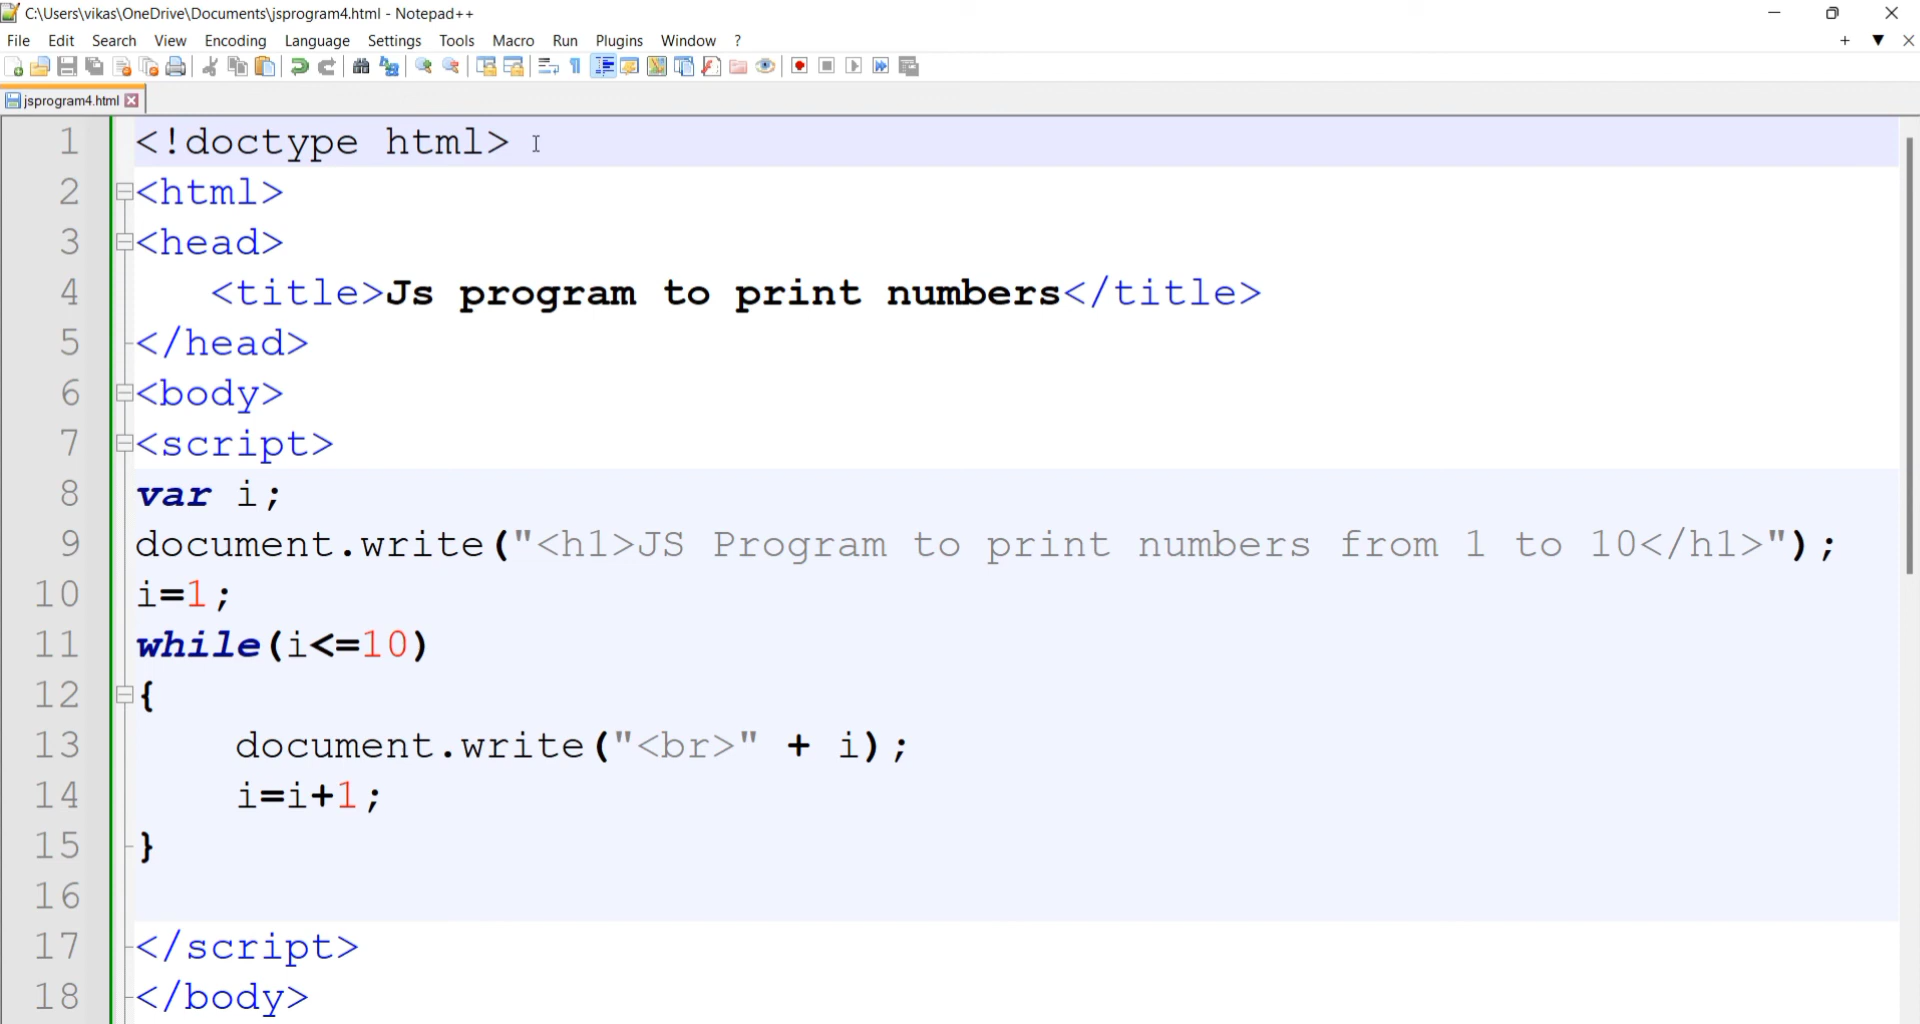 C:\Users\vikas\OneDrive\Documents\jsprogram4.html - Notepad++
File Edit Search View Encoding Language Settings Tools Macro Run Plugins Window ?
jsprogram4.html
1 <!doctype html>
2 <html>
3 <head>
4    <title>Js program to print numbers</title>
5 </head>
6 <body>
7 <script>
8 var i;
9 document.write("<h1>JS Program to print numbers from 1 to 10</h1>");
10 i=1;
11 while(i<=10)
12 {
13     document.write("<br>" + i);
14     i=i+1;
15 }
16
17 </script>
18 </body>